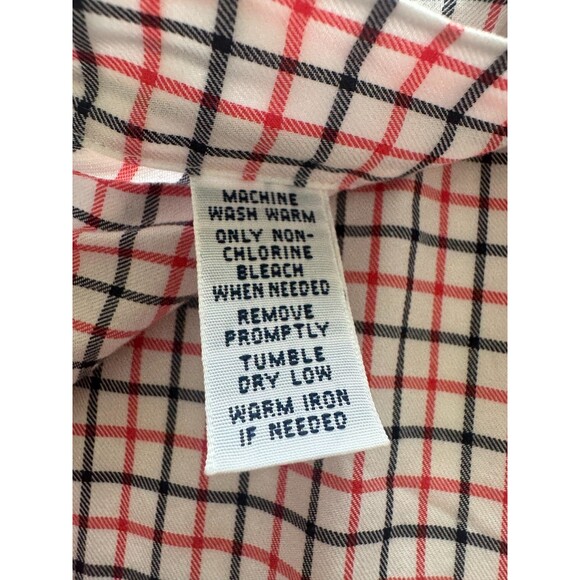 MACHINE
WASH WARM
ONLY NON-
CHLORINE
BLEACH
WHEN NEEDED
REMOVE
PROMPTLY
TUMBLE
DRY LOW
WARM IRON
IF NEEDED